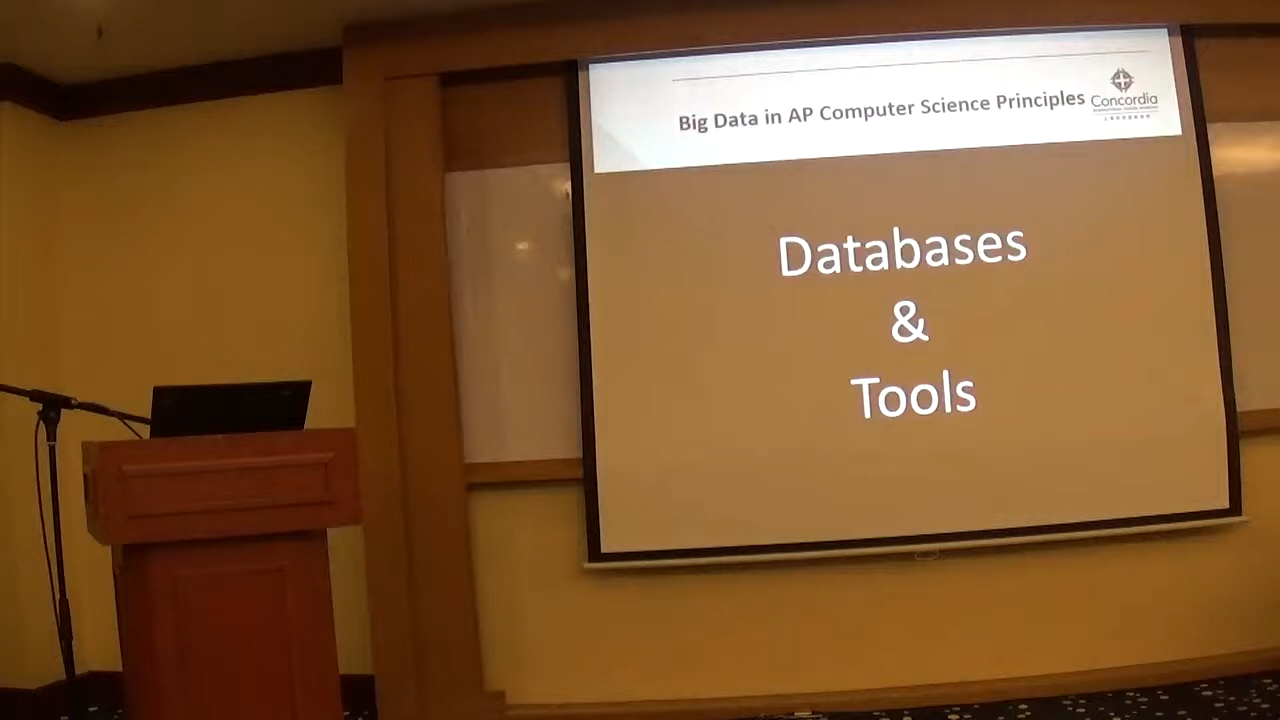 Big Data in AP Computer Science Principles
Concordia
Databases
&
Tools